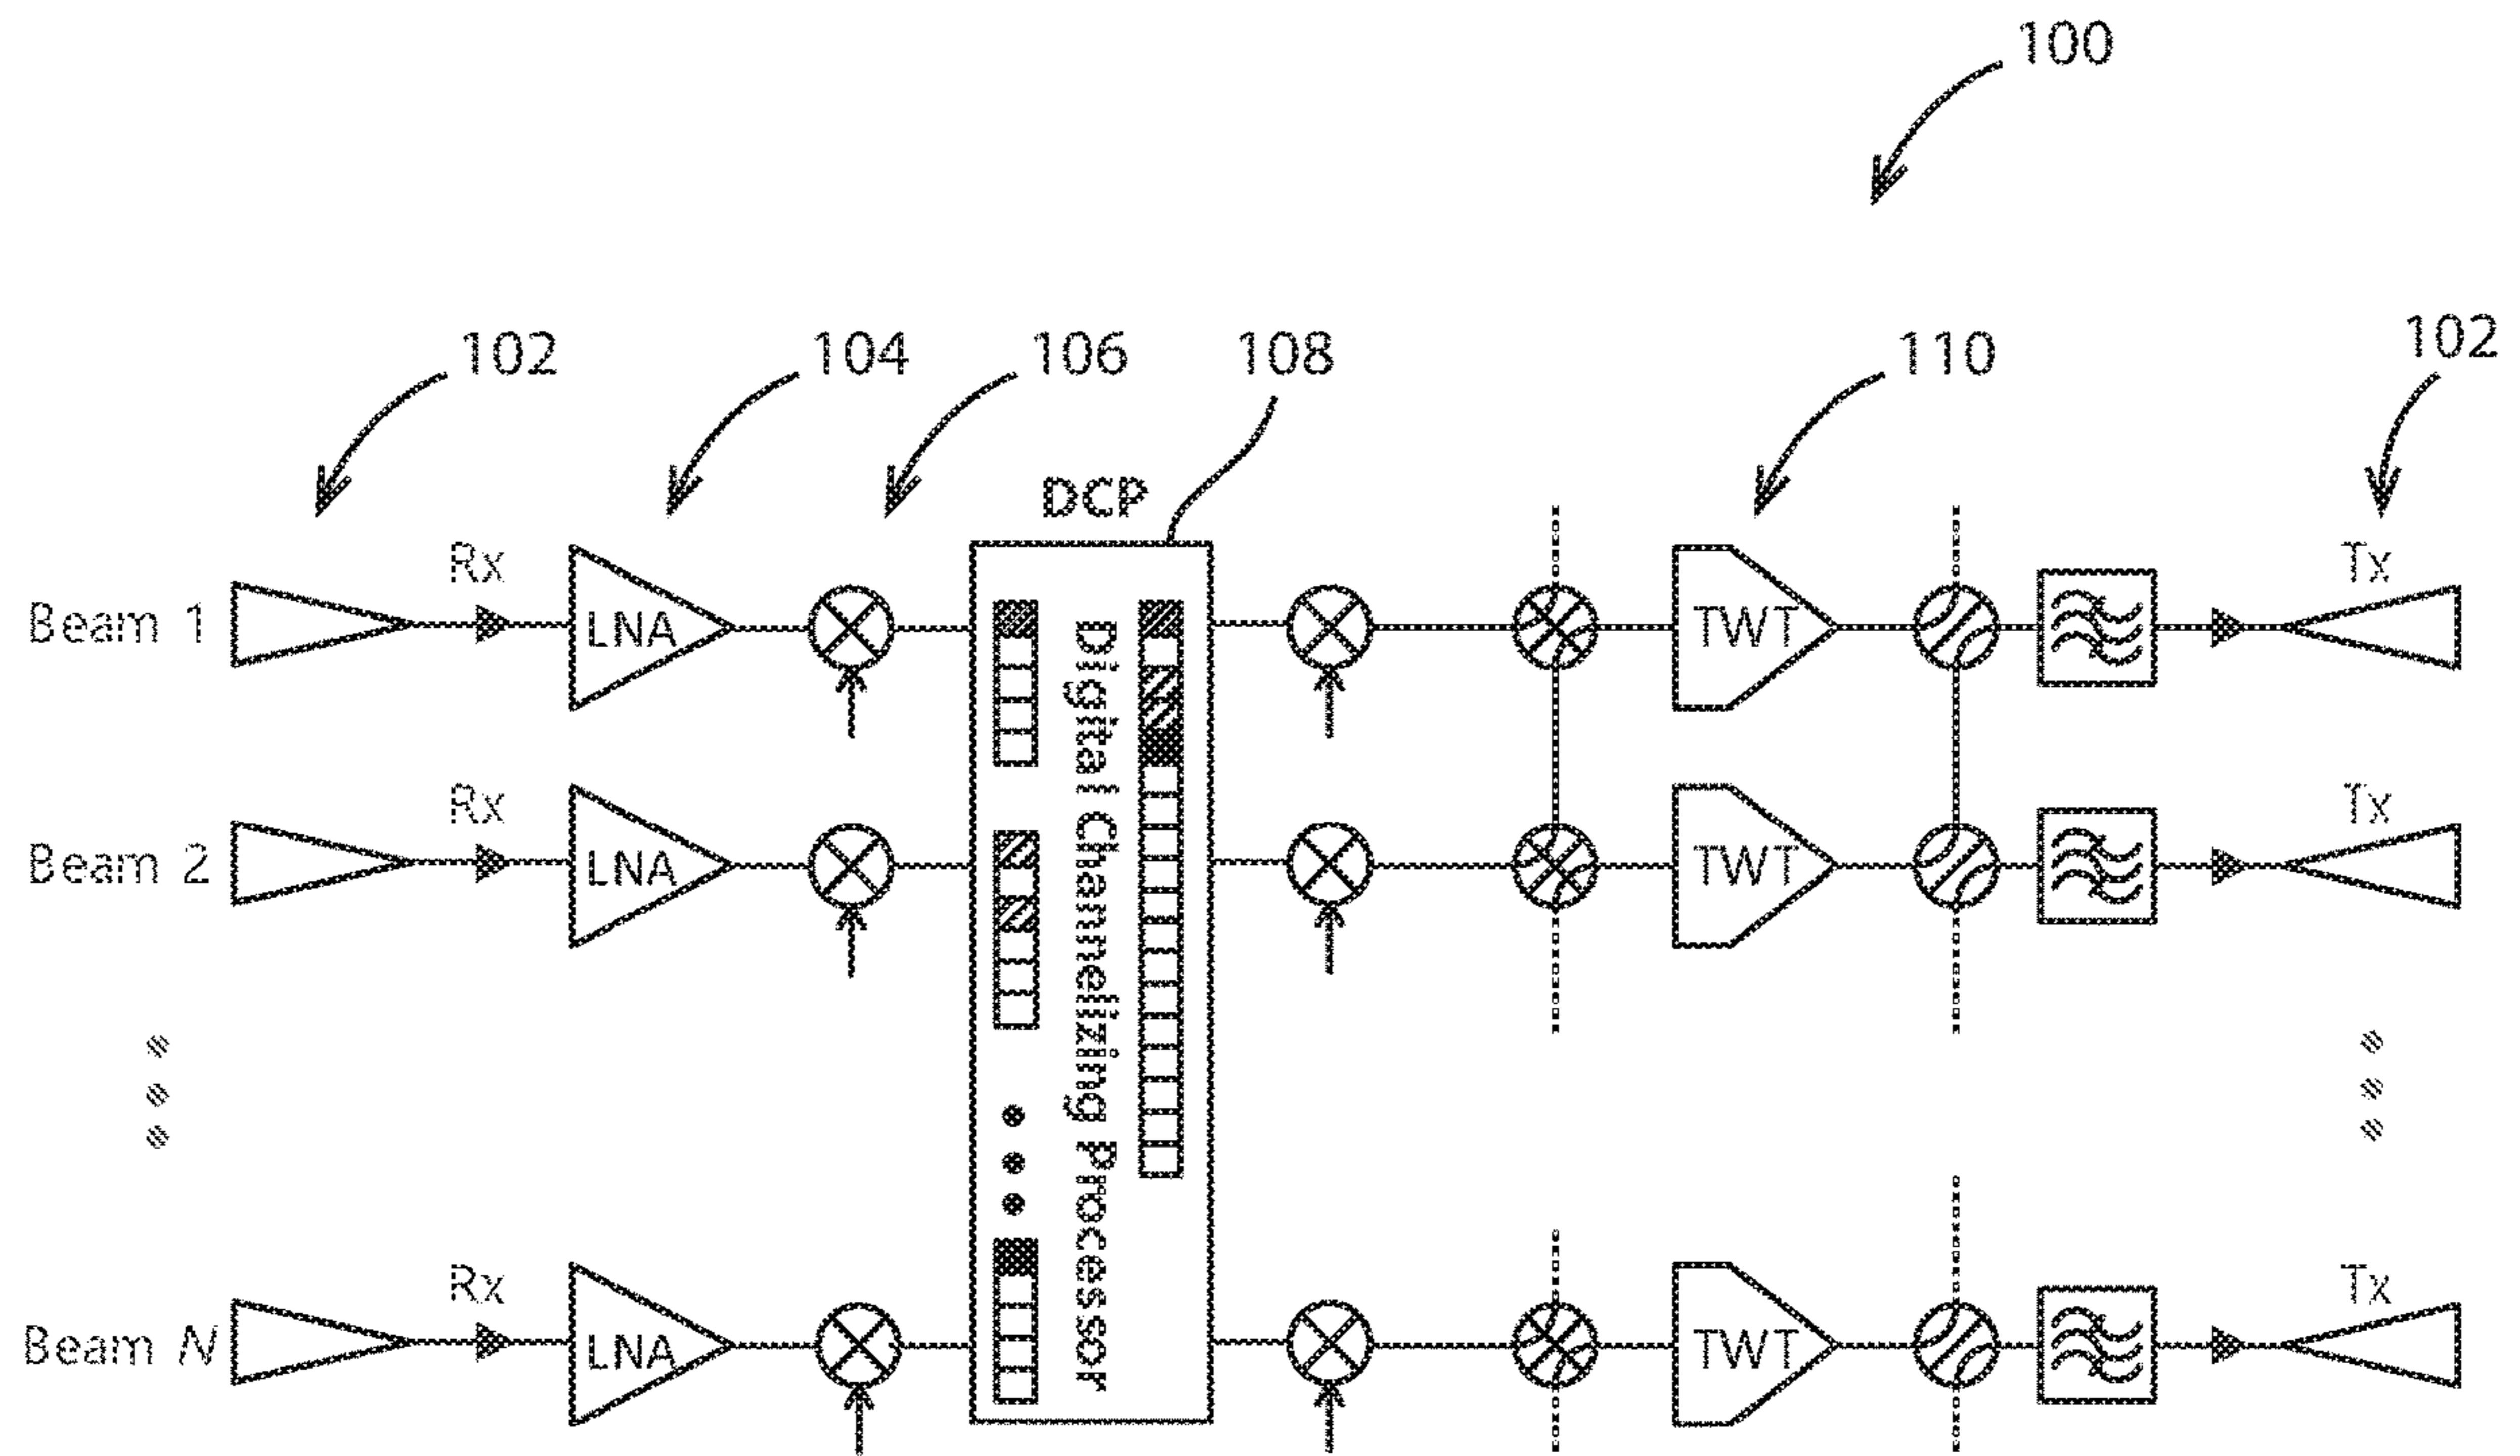 100
102
104
106
108
110
102
DCP
Beam 1
Rx
LNA
TWT
Tx
Beam 2
Rx
LNA
TWT
Tx
Digital Channelizing Processor
Beam N
Rx
LNA
TWT
Tx